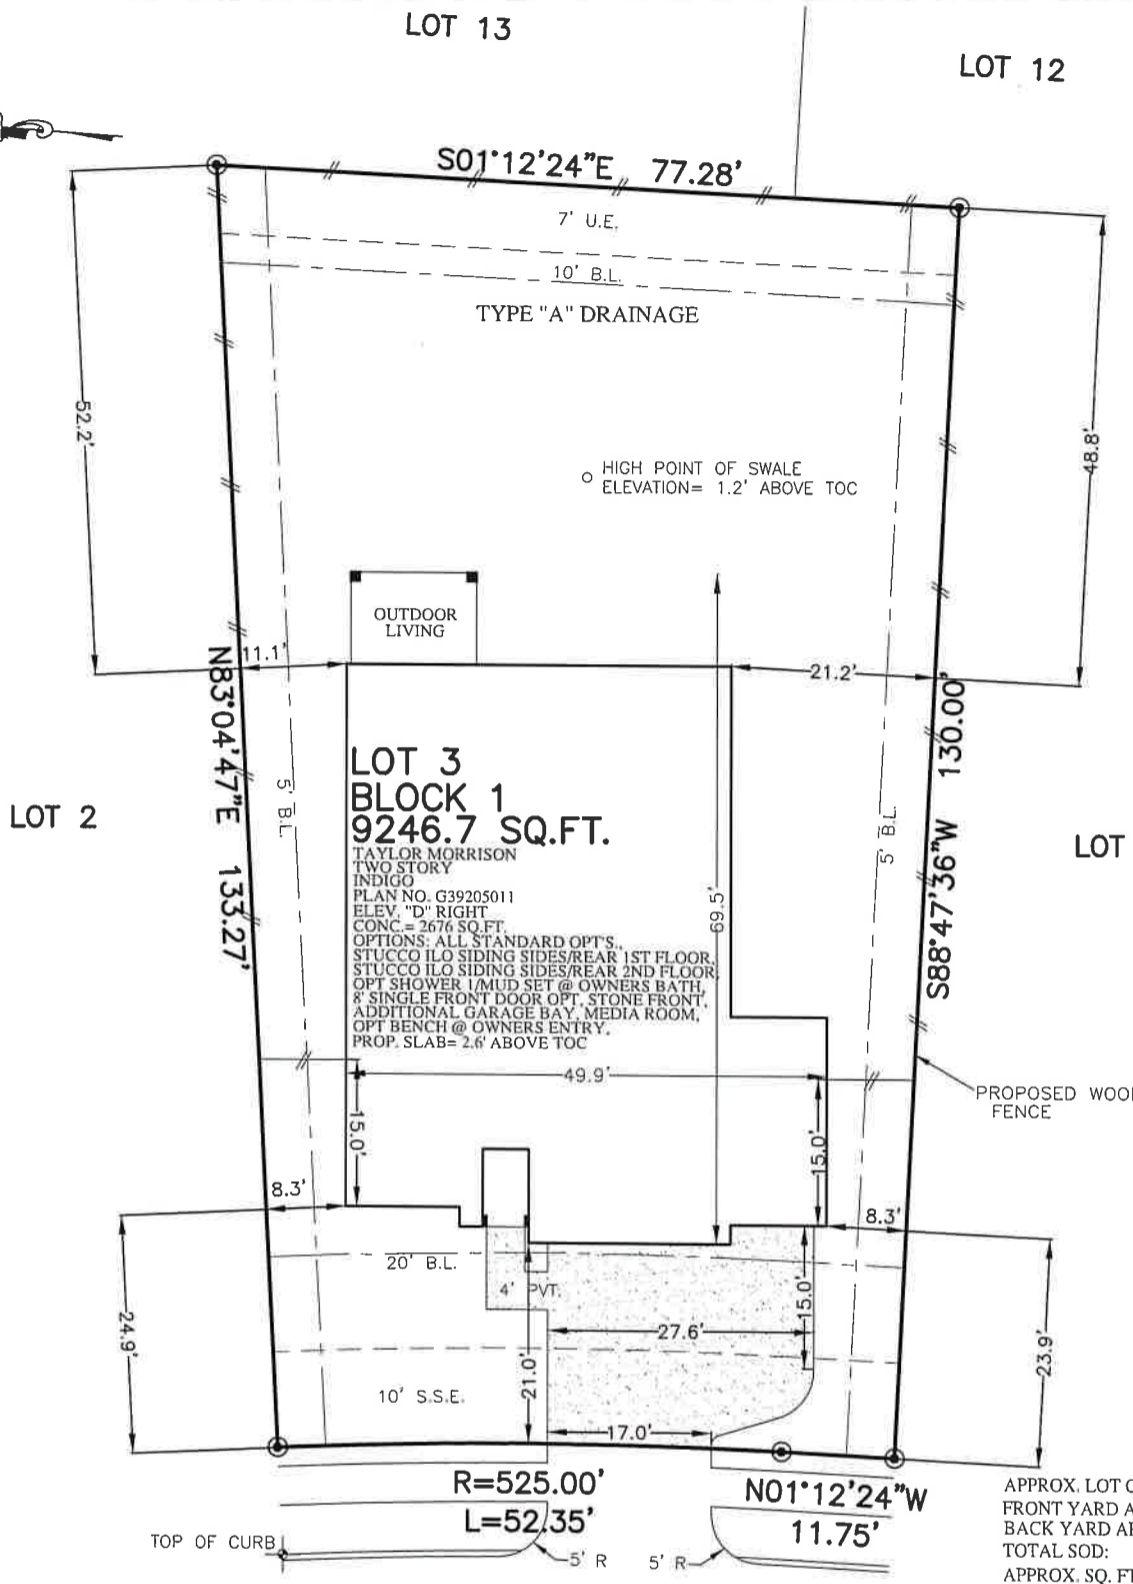 LOT 13
LOT 12
S01°12'24"E 77.28'
7' U.E.
10' B.L.
TYPE "A" DRAINAGE
52.2'
48.8'
HIGH POINT OF SWALE
ELEVATION= 1.2' ABOVE TOC
OUTDOOR
LIVING
11.1'
21.2'
N83°04'47"E 133.27'
S88°47'36"W 130.00'
5' B.L.
5' B.L.
LOT 2
LOT
LOT 3
BLOCK 1
9246.7 SQ.FT.
TAYLOR MORRISON
TWO STORY
INDIGO
PLAN NO. G39205011
ELEV. "D" RIGHT
CONC.= 2676 SQ.FT.
OPTIONS: ALL STANDARD OPT'S.,
STUCCO ILO SIDING SIDES/REAR 1ST FLOOR,
STUCCO ILO SIDING SIDES/REAR 2ND FLOOR,
OPT SHOWER 1/MUD SET @ OWNERS BATH,
8' SINGLE FRONT DOOR OPT, STONE FRONT,
ADDITIONAL GARAGE BAY, MEDIA ROOM,
OPT BENCH @ OWNERS ENTRY.
PROP. SLAB= 2.6' ABOVE TOC
69.5'
49.9'
15.0'
15.0'
PROPOSED WOOD
FENCE
8.3'
8.3'
20' B.L.
4' PVT.
15.0'
27.6'
24.9'
23.9'
21.0'
10' S.S.E.
17.0'
R=525.00'
L=52.35'
N01°12'24"W
11.75'
TOP OF CURB
5' R
5' R
APPROX. LOT
FRONT YARD
BACK YARD
TOTAL SOD:
APPROX. SQ.